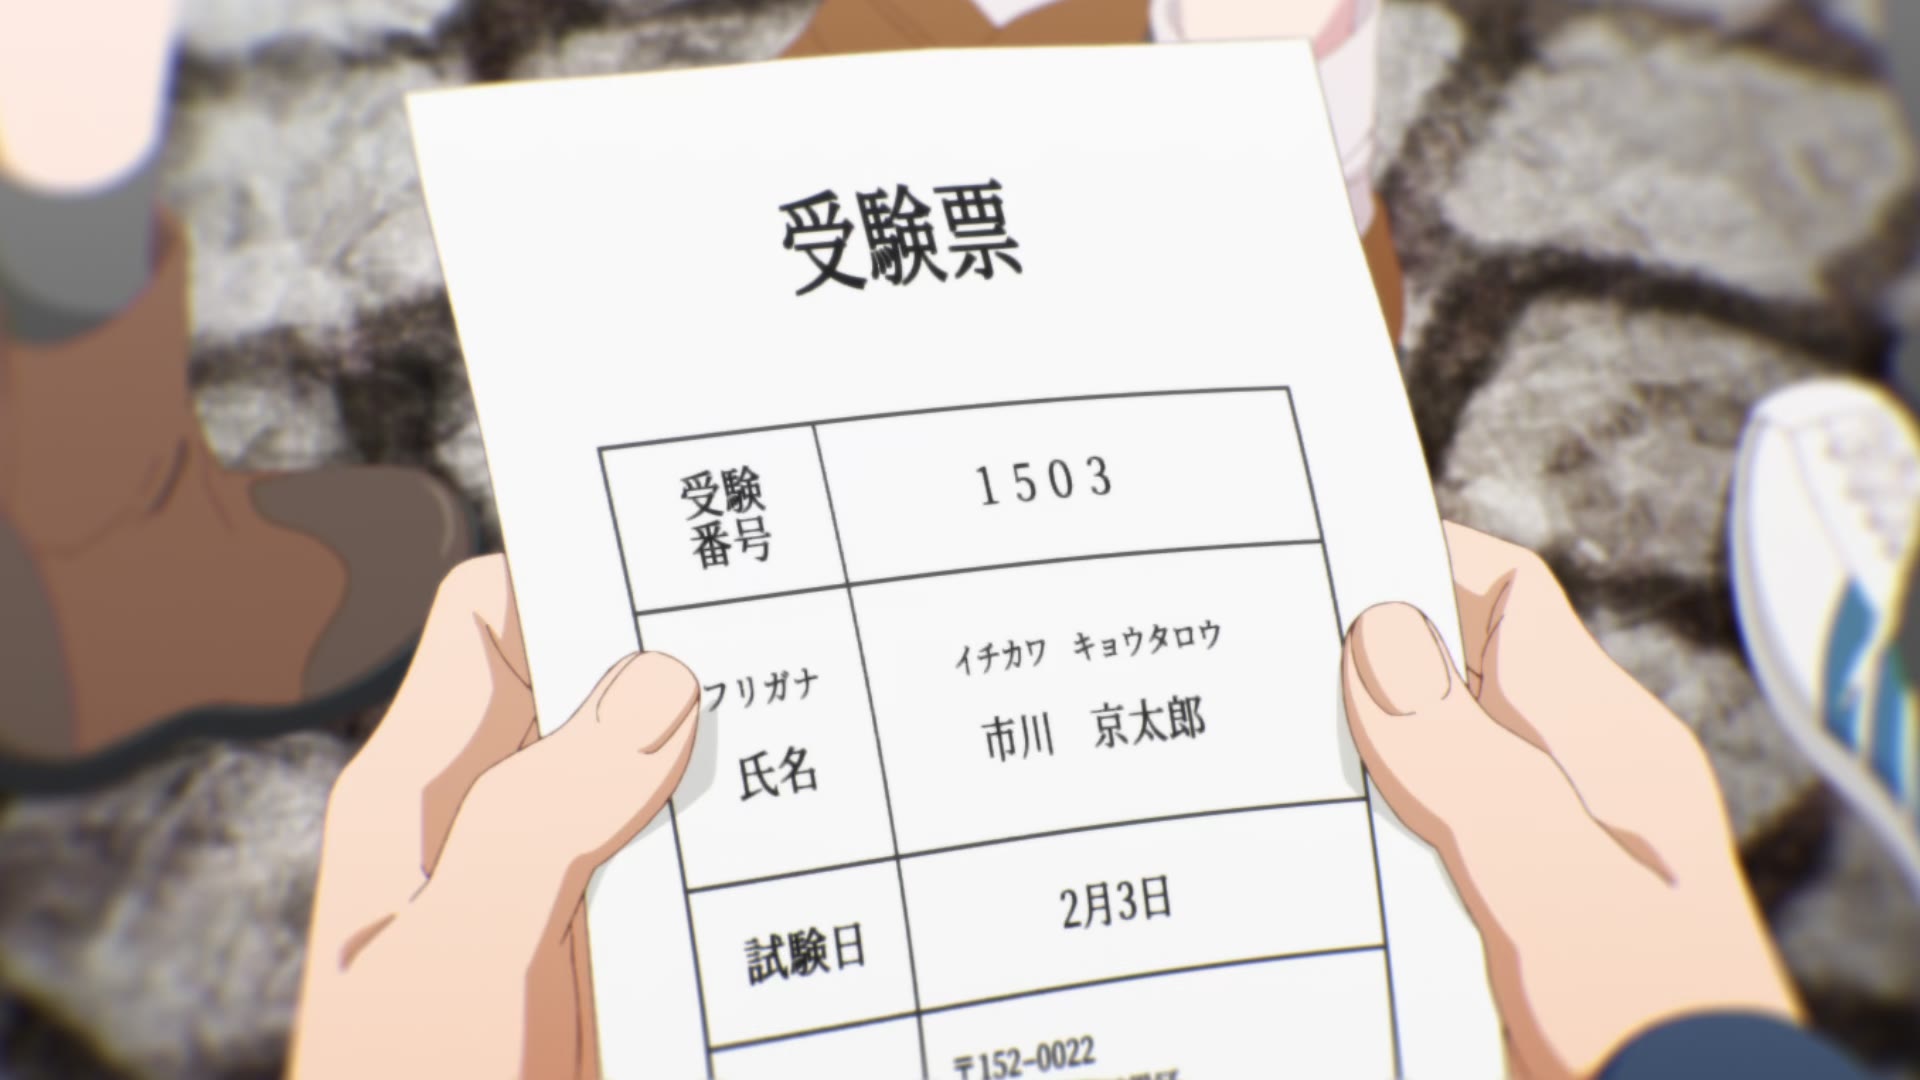 受験票
受験
番号
1503
フリガナ
イチカワ キョウタロウ
氏名
市川 京太郎
試験日
2月3日
〒152-0022